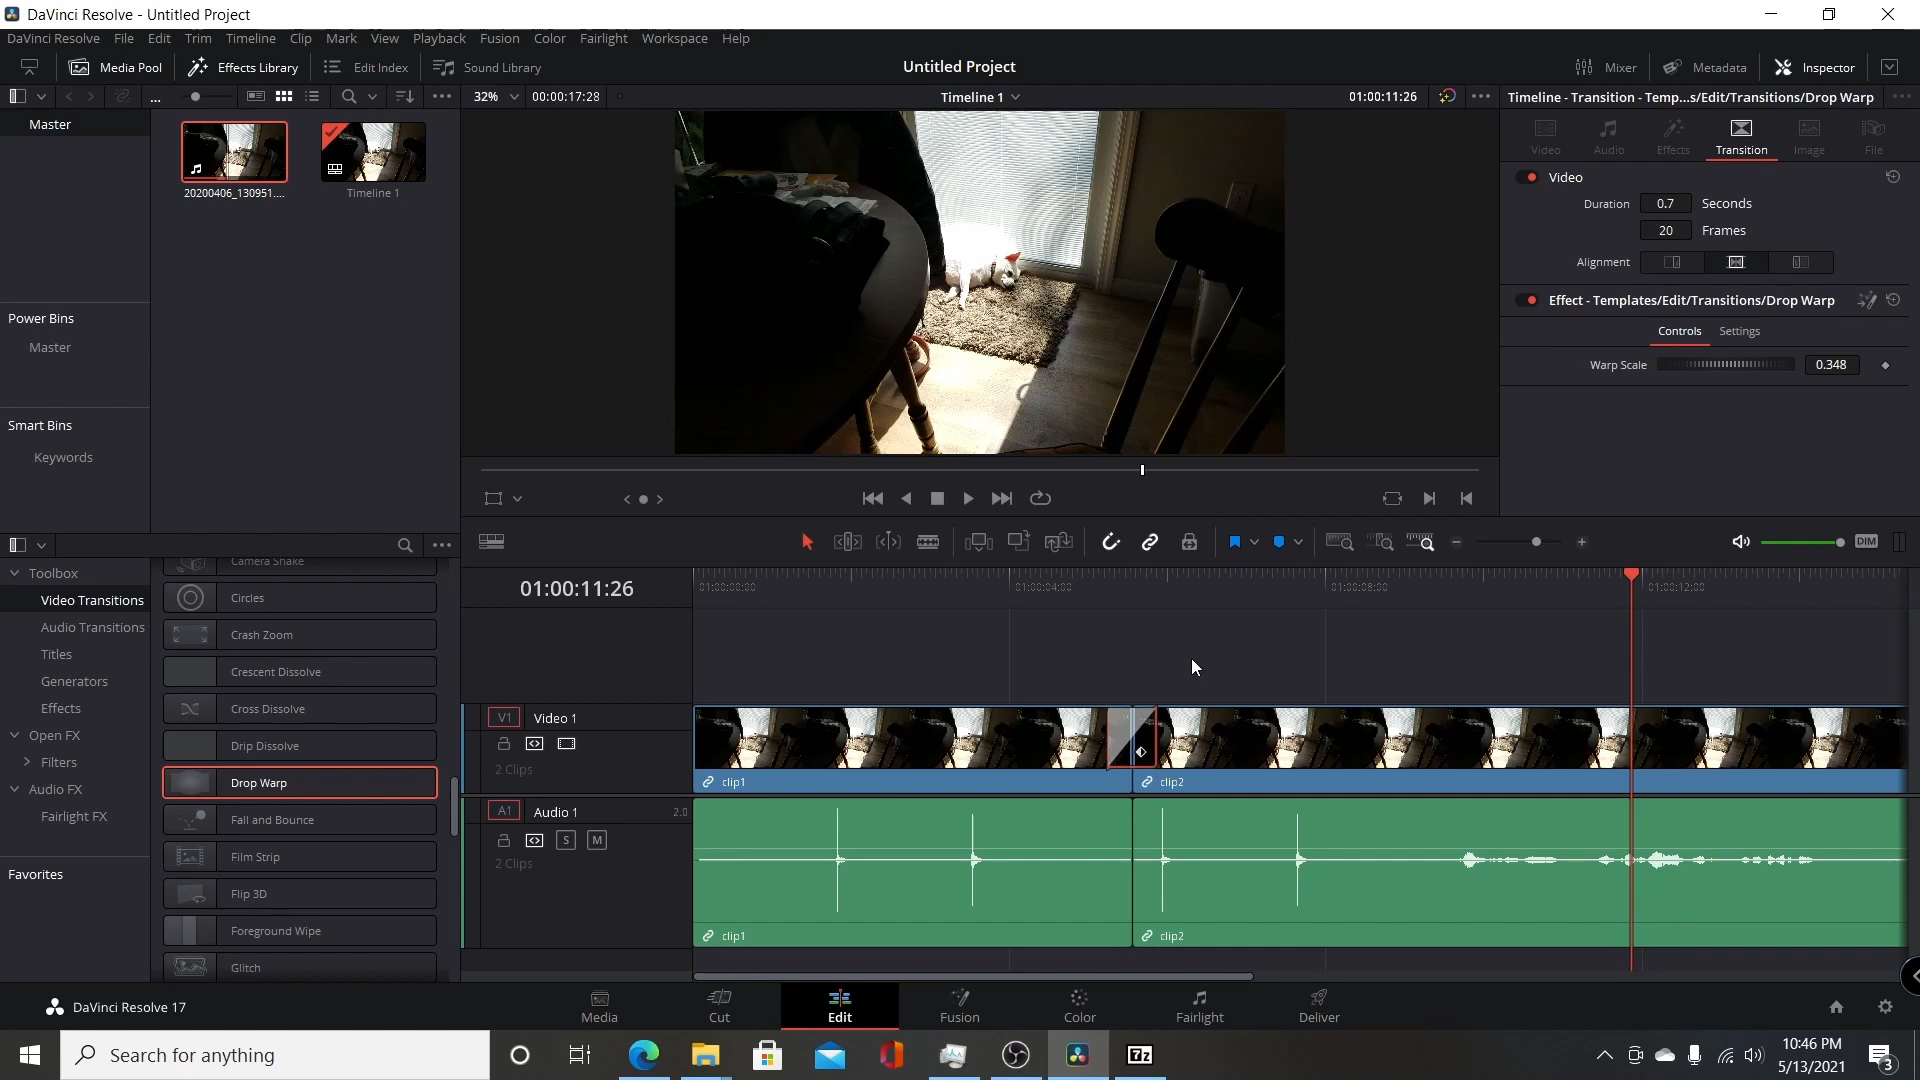 DaVinci Resolve - Untitled Project
DaVinci Resolve File Edit Trim Timeline Clip Mark View Playback Fusion Color Fairlight Workspace Help
Media Pool Effects Library Edit Index Sound Library Untitled Project Mixer Metadata Inspector
... 32% 00:00:17:28 Timeline 1 01:00:11:26 Timeline - Transition - Temp...s/Edit/Transitions/Drop Warp
Master
20200406_130951....
Timeline 1
Power Bins
Master
Smart Bins
Keywords
Video Audio Effects Transition Image File
Video
Duration 0.7 Seconds
20 Frames
Alignment
Effect - Templates/Edit/Transitions/Drop Warp
Controls Settings
Warp Scale 0.348
DIM
Toolbox
Video Transitions
Audio Transitions
Titles
Generators
Effects
Open FX
Filters
Audio FX
Fairlight FX
Favorites
Camera Shake
Circles
Crash Zoom
Crescent Dissolve
Cross Dissolve
Drip Dissolve
Drop Warp
Fall and Bounce
Film Strip
Flip 3D
Foreground Wipe
Glitch
01:00:11:26
01:00:00:00 01:00:04:00 01:00:08:00 01:00:12:00
V1 Video 1
2 Clips
clip1 clip2
A1 Audio 1 2.0
S M
2 Clips
clip1 clip2
DaVinci Resolve 17
Media Cut Edit Fusion Color Fairlight Deliver
Search for anything
7z
10:46 PM
5/13/2021
3